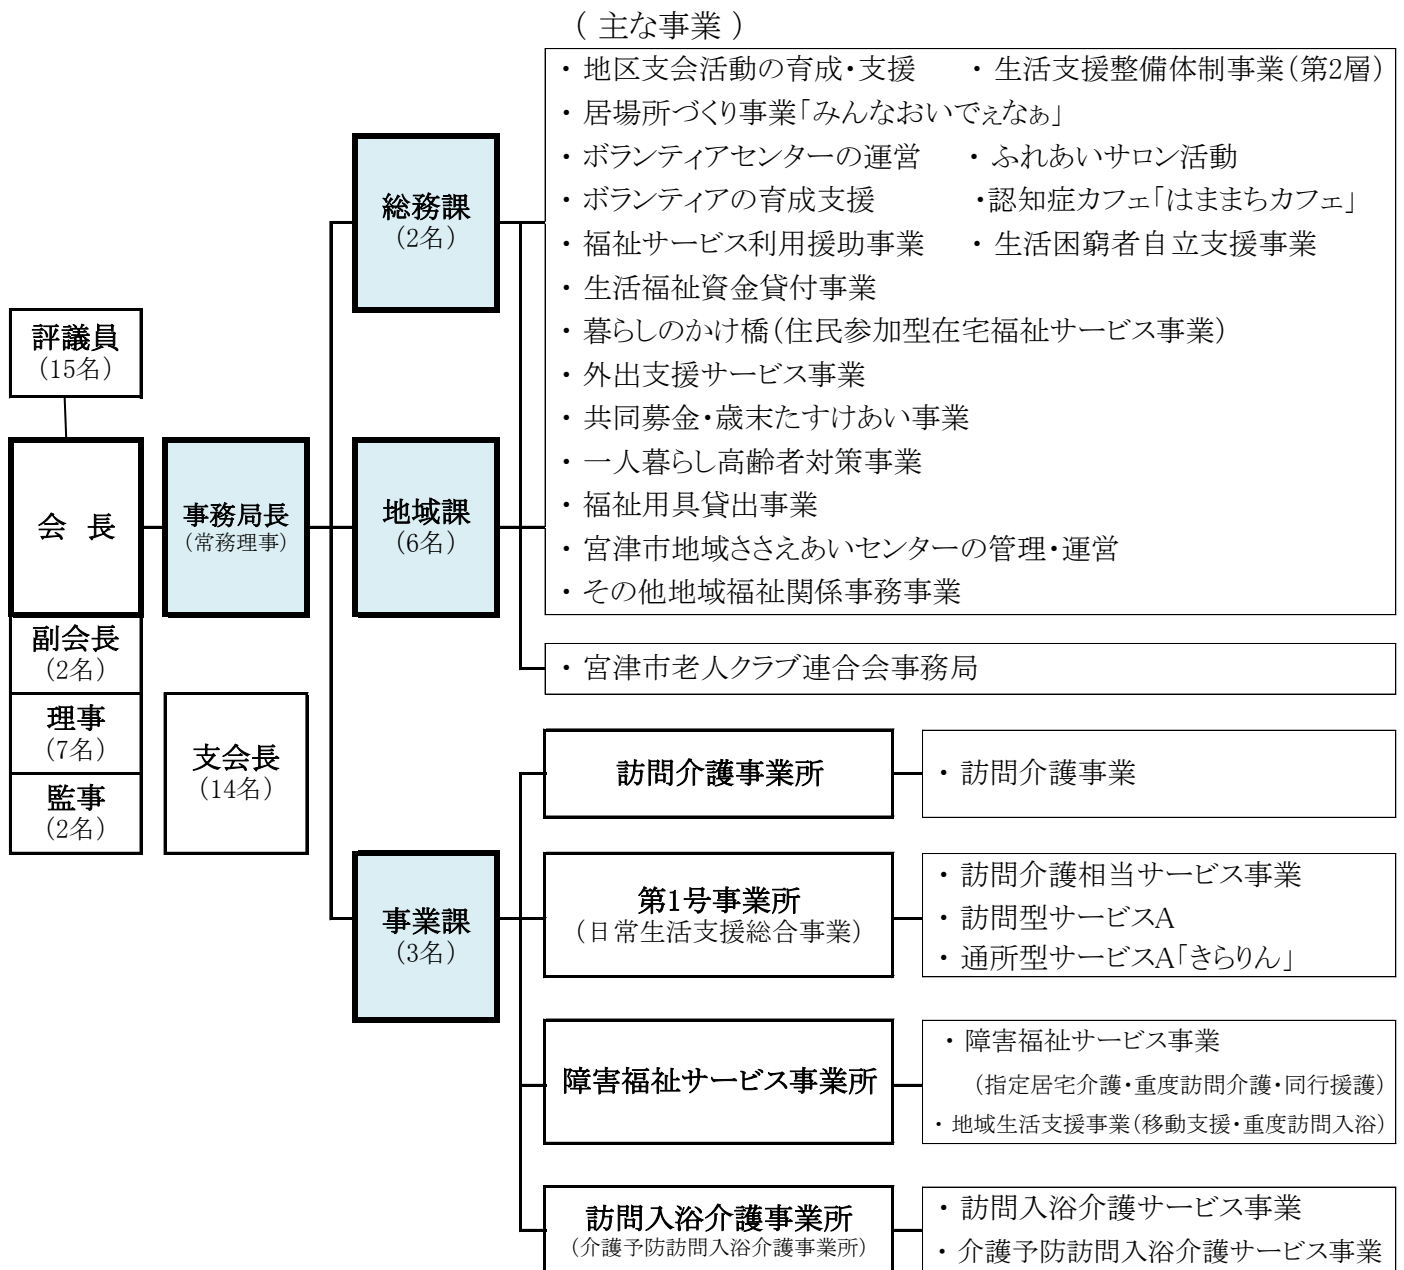 （ 主な事業 ）
・ 地区支会活動の育成・支援　・ 生活支援整備体制事業（第2層）
・ 居場所づくり事業「みんなおいでぇなぁ」
・ ボランティアセンターの運営　・ ふれあいサロン活動
・ ボランティアの育成支援　・認知症カフェ「はままちカフェ」
・ 福祉サービス利用援助事業　・ 生活困窮者自立支援事業
・ 生活福祉資金貸付事業
・ 暮らしのかけ橋（住民参加型在宅福祉サービス事業）
・ 外出支援サービス事業
・ 共同募金・歳末たすけあい事業
・ 一人暮らし高齢者対策事業
・ 福祉用具貸出事業
・ 宮津市地域ささえあいセンターの管理・運営
・ その他地域福祉関係事務事業
・ 宮津市老人クラブ連合会事務局
総務課
（2名）
評議員
（15名）
会 長
事務局長
（常務理事）
地域課
（6名）
副会長
（2名）
理事
（7名）
監事
（2名）
支会長
（14名）
事業課
（3名）
訪問介護事業所
・ 訪問介護事業
第1号事業所
（日常生活支援総合事業）
・ 訪問介護相当サービス事業
・ 訪問型サービスA
・ 通所型サービスA「きらりん」
障害福祉サービス事業所
・ 障害福祉サービス事業
（指定居宅介護・重度訪問介護・同行援護）
・ 地域生活支援事業（移動支援・重度訪問入浴）
訪問入浴介護事業所
（介護予防訪問入浴介護事業所）
・ 訪問入浴介護サービス事業
・ 介護予防訪問入浴介護サービス事業